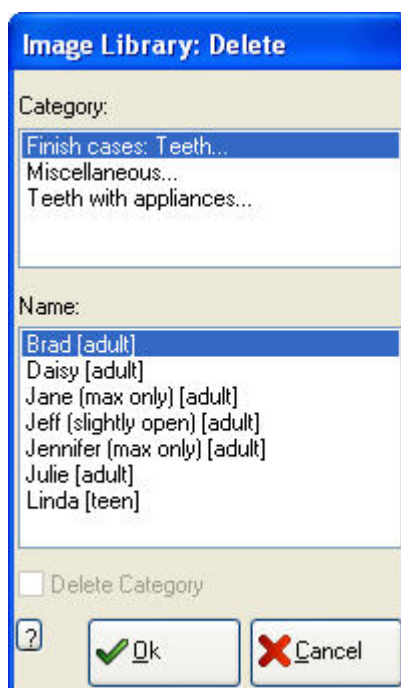 Image Library: Delete
Category:
Finish cases: Teeth...
Miscellaneous...
Teeth with appliances...
Name:
Brad [adult]
Daisy [adult]
Jane (max only) [adult]
Jeff (slightly open) [adult]
Jennifer (max only) [adult]
Julie [adult]
Linda [teen]
Delete Category
? Ok Cancel